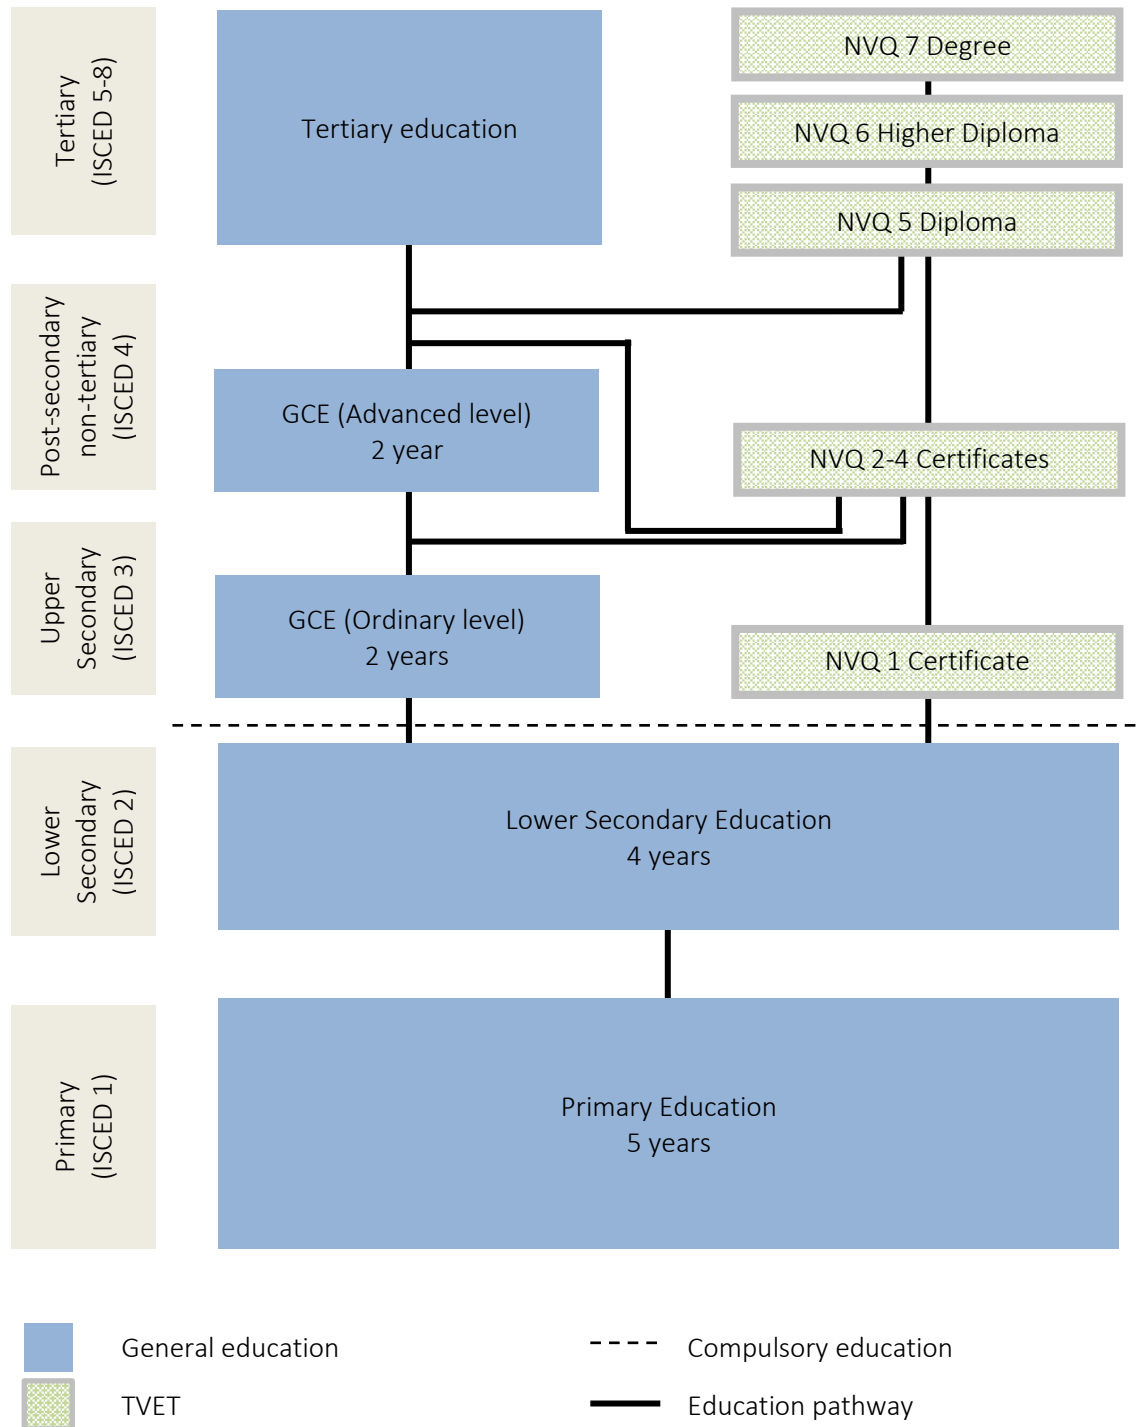 Tertiary
(ISCED 5-8)
Tertiary education
NVQ 7 Degree
NVQ 6 Higher Diploma
NVQ 5 Diploma
Post-secondary
non-tertiary
(ISCED 4)
GCE (Advanced level)
2 year
NVQ 2-4 Certificates
Upper
Secondary
(ISCED 3)
GCE (Ordinary level)
2 years
NVQ 1 Certificate
Lower
Secondary
(ISCED 2)
Lower Secondary Education
4 years
Primary
(ISCED 1)
Primary Education
5 years
General education
Compulsory education
TVET
Education pathway